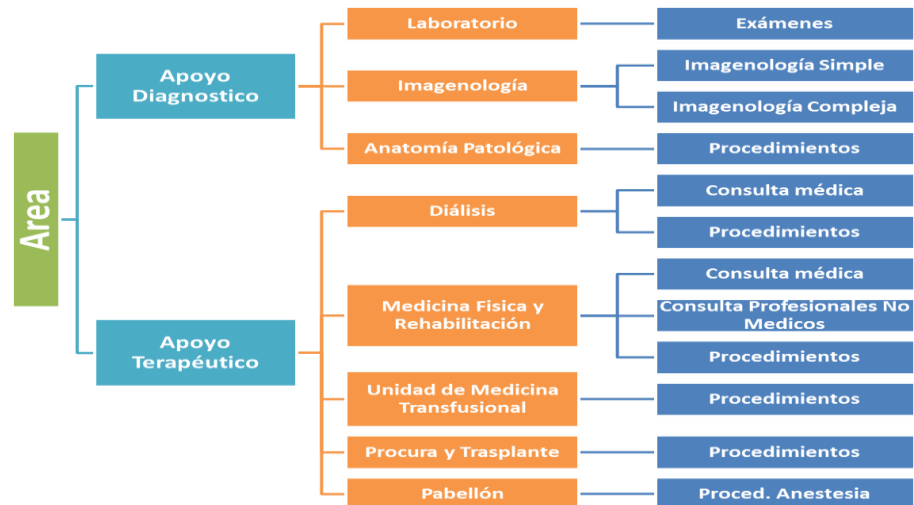 Area
Apoyo
Diagnostico
Laboratorio
Exámenes
Imagenología
Imagenología Simple
Imagenología Compleja
Anatomía Patológica
Procedimientos
Apoyo
Terapéutico
Diálisis
Consulta médica
Procedimientos
Medicina Fisica y
Rehabilitación
Consulta médica
Consulta Profesionales No
Medicos
Procedimientos
Unidad de Medicina
Transfusional
Procedimientos
Procura y Trasplante
Procedimientos
Pabellón
Proced. Anestesia